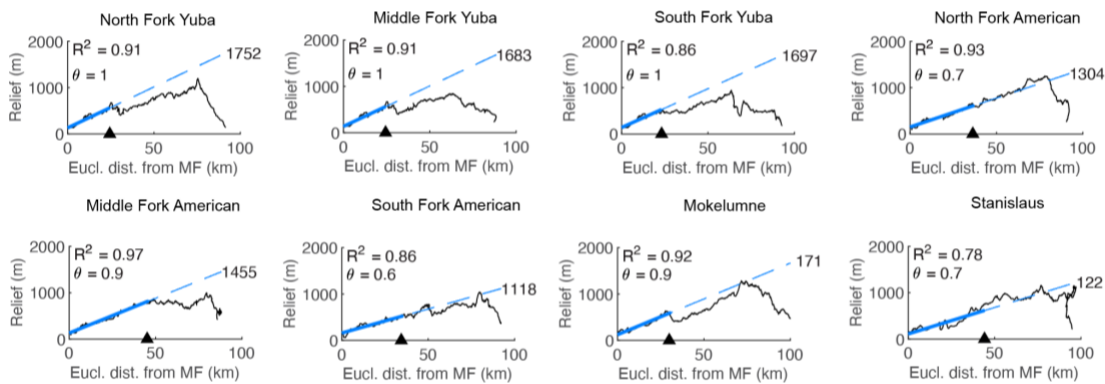 North Fork Yuba
2000
1000
0
Relief (m)
R² = 0.91
θ = 1
1752
0 50 100
Eucl. dist. from MF (km)
Middle Fork Yuba
2000
1000
0
Relief (m)
R² = 0.91
θ = 1
1683
0 50 100
Eucl. dist. from MF (km)
South Fork Yuba
2000
1000
0
Relief (m)
R² = 0.86
θ = 1
1697
0 50 100
Eucl. dist. from MF (km)
North Fork American
2000
1000
0
Relief (m)
R² = 0.93
θ = 0.7
1304
0 50 100
Eucl. dist. from MF (km)
Middle Fork American
2000
1000
0
Relief (m)
R² = 0.97
θ = 0.9
1455
0 50 100
Eucl. dist. from MF (km)
South Fork American
2000
1000
0
Relief (m)
R² = 0.86
θ = 0.6
1118
0 50 100
Eucl. dist. from MF (km)
Mokelumne
2000
1000
0
Relief (m)
R² = 0.92
θ = 0.9
171
0 50 100
Eucl. dist. from MF (km)
Stanislaus
2000
1000
0
Relief (m)
R² = 0.78
θ = 0.7
122
0 50 100
Eucl. dist. from MF (km)